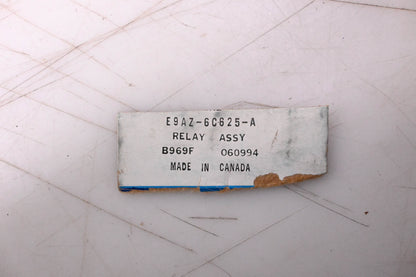 E9AZ-6C625-A
RELAY ASSY
B969F 060994
MADE IN CANADA